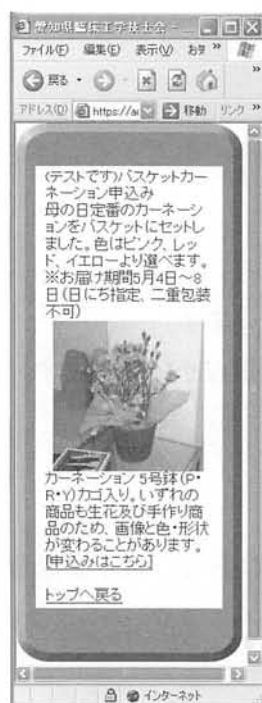 愛知県臨床工学技士会 - ...
ファイル(F) 編集(E) 表示(V) お気 »
戻る
アドレス(D) https://ai 移動 リンク »
(テストです)バスケットカー
ネーション申込み
母の日定番のカーネーシ
ョンをバスケットにセットし
ました。色はピンク、レッ
ド、イエローより選べます。
※お届け期間5月4日～8
日(日にち指定、二重包装
不可)
カーネーション 5号鉢(P・
R・Y)カゴ入り。いずれの
商品も生花及び手作り商
品のため、画像と色・形状
が変わることがあります。
[申込みはこちら]
トップへ戻る
インターネット